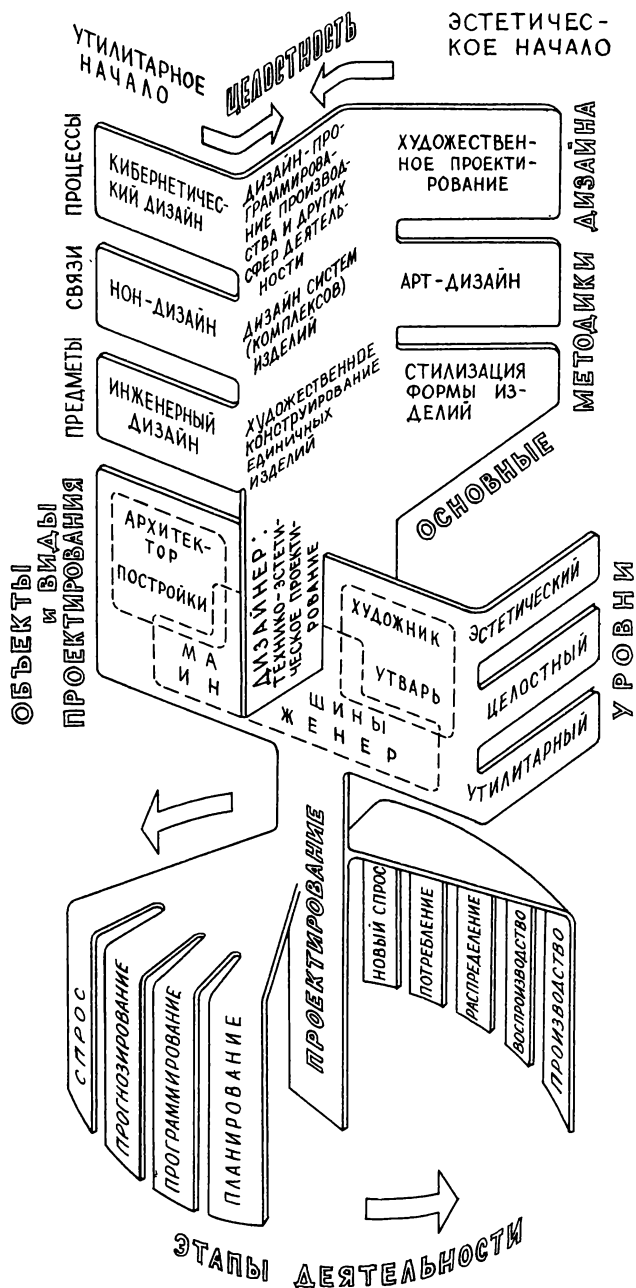 УТИЛИТАРНОЕ
НАЧАЛО
ЦЕЛОСТНОСТЬ
ЭСТЕТИЧЕС-
КОЕ НАЧАЛО
ПРОЦЕССЫ
СВЯЗИ
ПРЕДМЕТЫ
КИБЕРНЕТИЧЕС-
КИЙ ДИЗАЙН
НОН-ДИЗАЙН
ИНЖЕНЕРНЫЙ
ДИЗАЙН
ДИЗАЙН-ПРО-
ГРАММИРОВА-
НИЕ ПРОИЗВОД-
СТВА И ДРУГИХ
СФЕР ДЕЯТЕЛЬ-
НОСТИ
ДИЗАЙН СИСТЕМ
(КОМПЛЕКСОВ)
ИЗДЕЛИЙ
ХУДОЖЕСТВЕННОЕ
КОНСТРУИРОВАНИЕ
ЕДИНИЧНЫХ
ИЗДЕЛИЙ
ХУДОЖЕСТВЕН-
НОЕ ПРОЕКТИ-
РОВАНИЕ
АРТ-ДИЗАЙН
СТИЛИЗАЦИЯ
ФОРМЫ ИЗ-
ДЕЛИЙ
ОСНОВНЫЕ
МЕТОДИКИ ДИЗАЙНА
ОБЪЕКТЫ
И ВИДЫ
ПРОЕКТИРОВАНИЯ
АРХИТЕК-
ТОР
ПОСТРОЙКИ
МА
ИН
ДИЗАЙНЕР:
ТЕХНИКО-ЭСТЕТИ-
ЧЕСКОЕ ПРОЕКТИ-
РОВАНИЕ
ХУДОЖНИК
УТВАРЬ
ШИНЫ
ЖЕНЕР
ЭСТЕТИЧЕСКИЙ
ЦЕЛОСТНЫЙ
УТИЛИТАРНЫЙ
УРОВНИ
СПРОС
ПРОГНОЗИРОВАНИЕ
ПРОГРАММИРОВАНИЕ
ПЛАНИРОВАНИЕ
ПРОЕКТИРОВАНИЕ
НОВЫЙ СПРОС
ПОТРЕБЛЕНИЕ
РАСПРЕДЕЛЕНИЕ
ВОСПРОИЗВОДСТВО
ПРОИЗВОДСТВО
ЭТАПЫ ДЕЯТЕЛЬНОСТИ